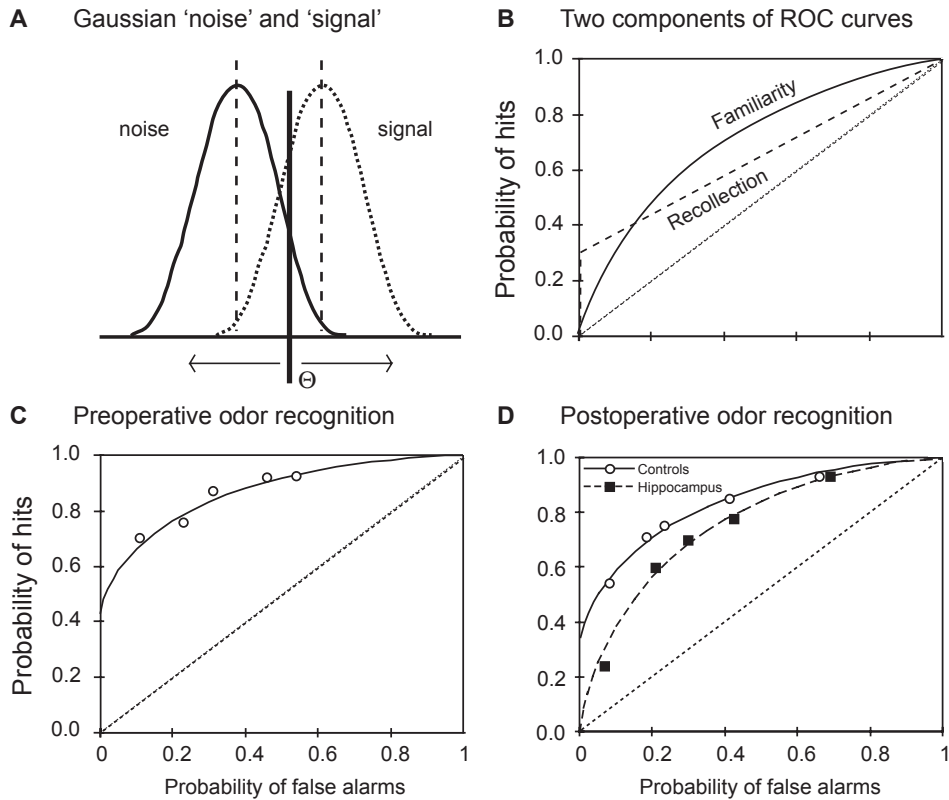 A Gaussian ‘noise’ and ‘signal’
noise
signal
Θ
B Two components of ROC curves
Probability of hits
1.0
0.8
0.6
0.4
0.2
0.0
Familiarity
Recollection
C Preoperative odor recognition
Probability of hits
1.0
0.8
0.6
0.4
0.2
0.0
0 0.2 0.4 0.6 0.8 1
Probability of false alarms
D Postoperative odor recognition
1.0
0.8
0.6
0.4
0.2
0.0
Controls
Hippocampus
0 0.2 0.4 0.6 0.8 1
Probability of false alarms